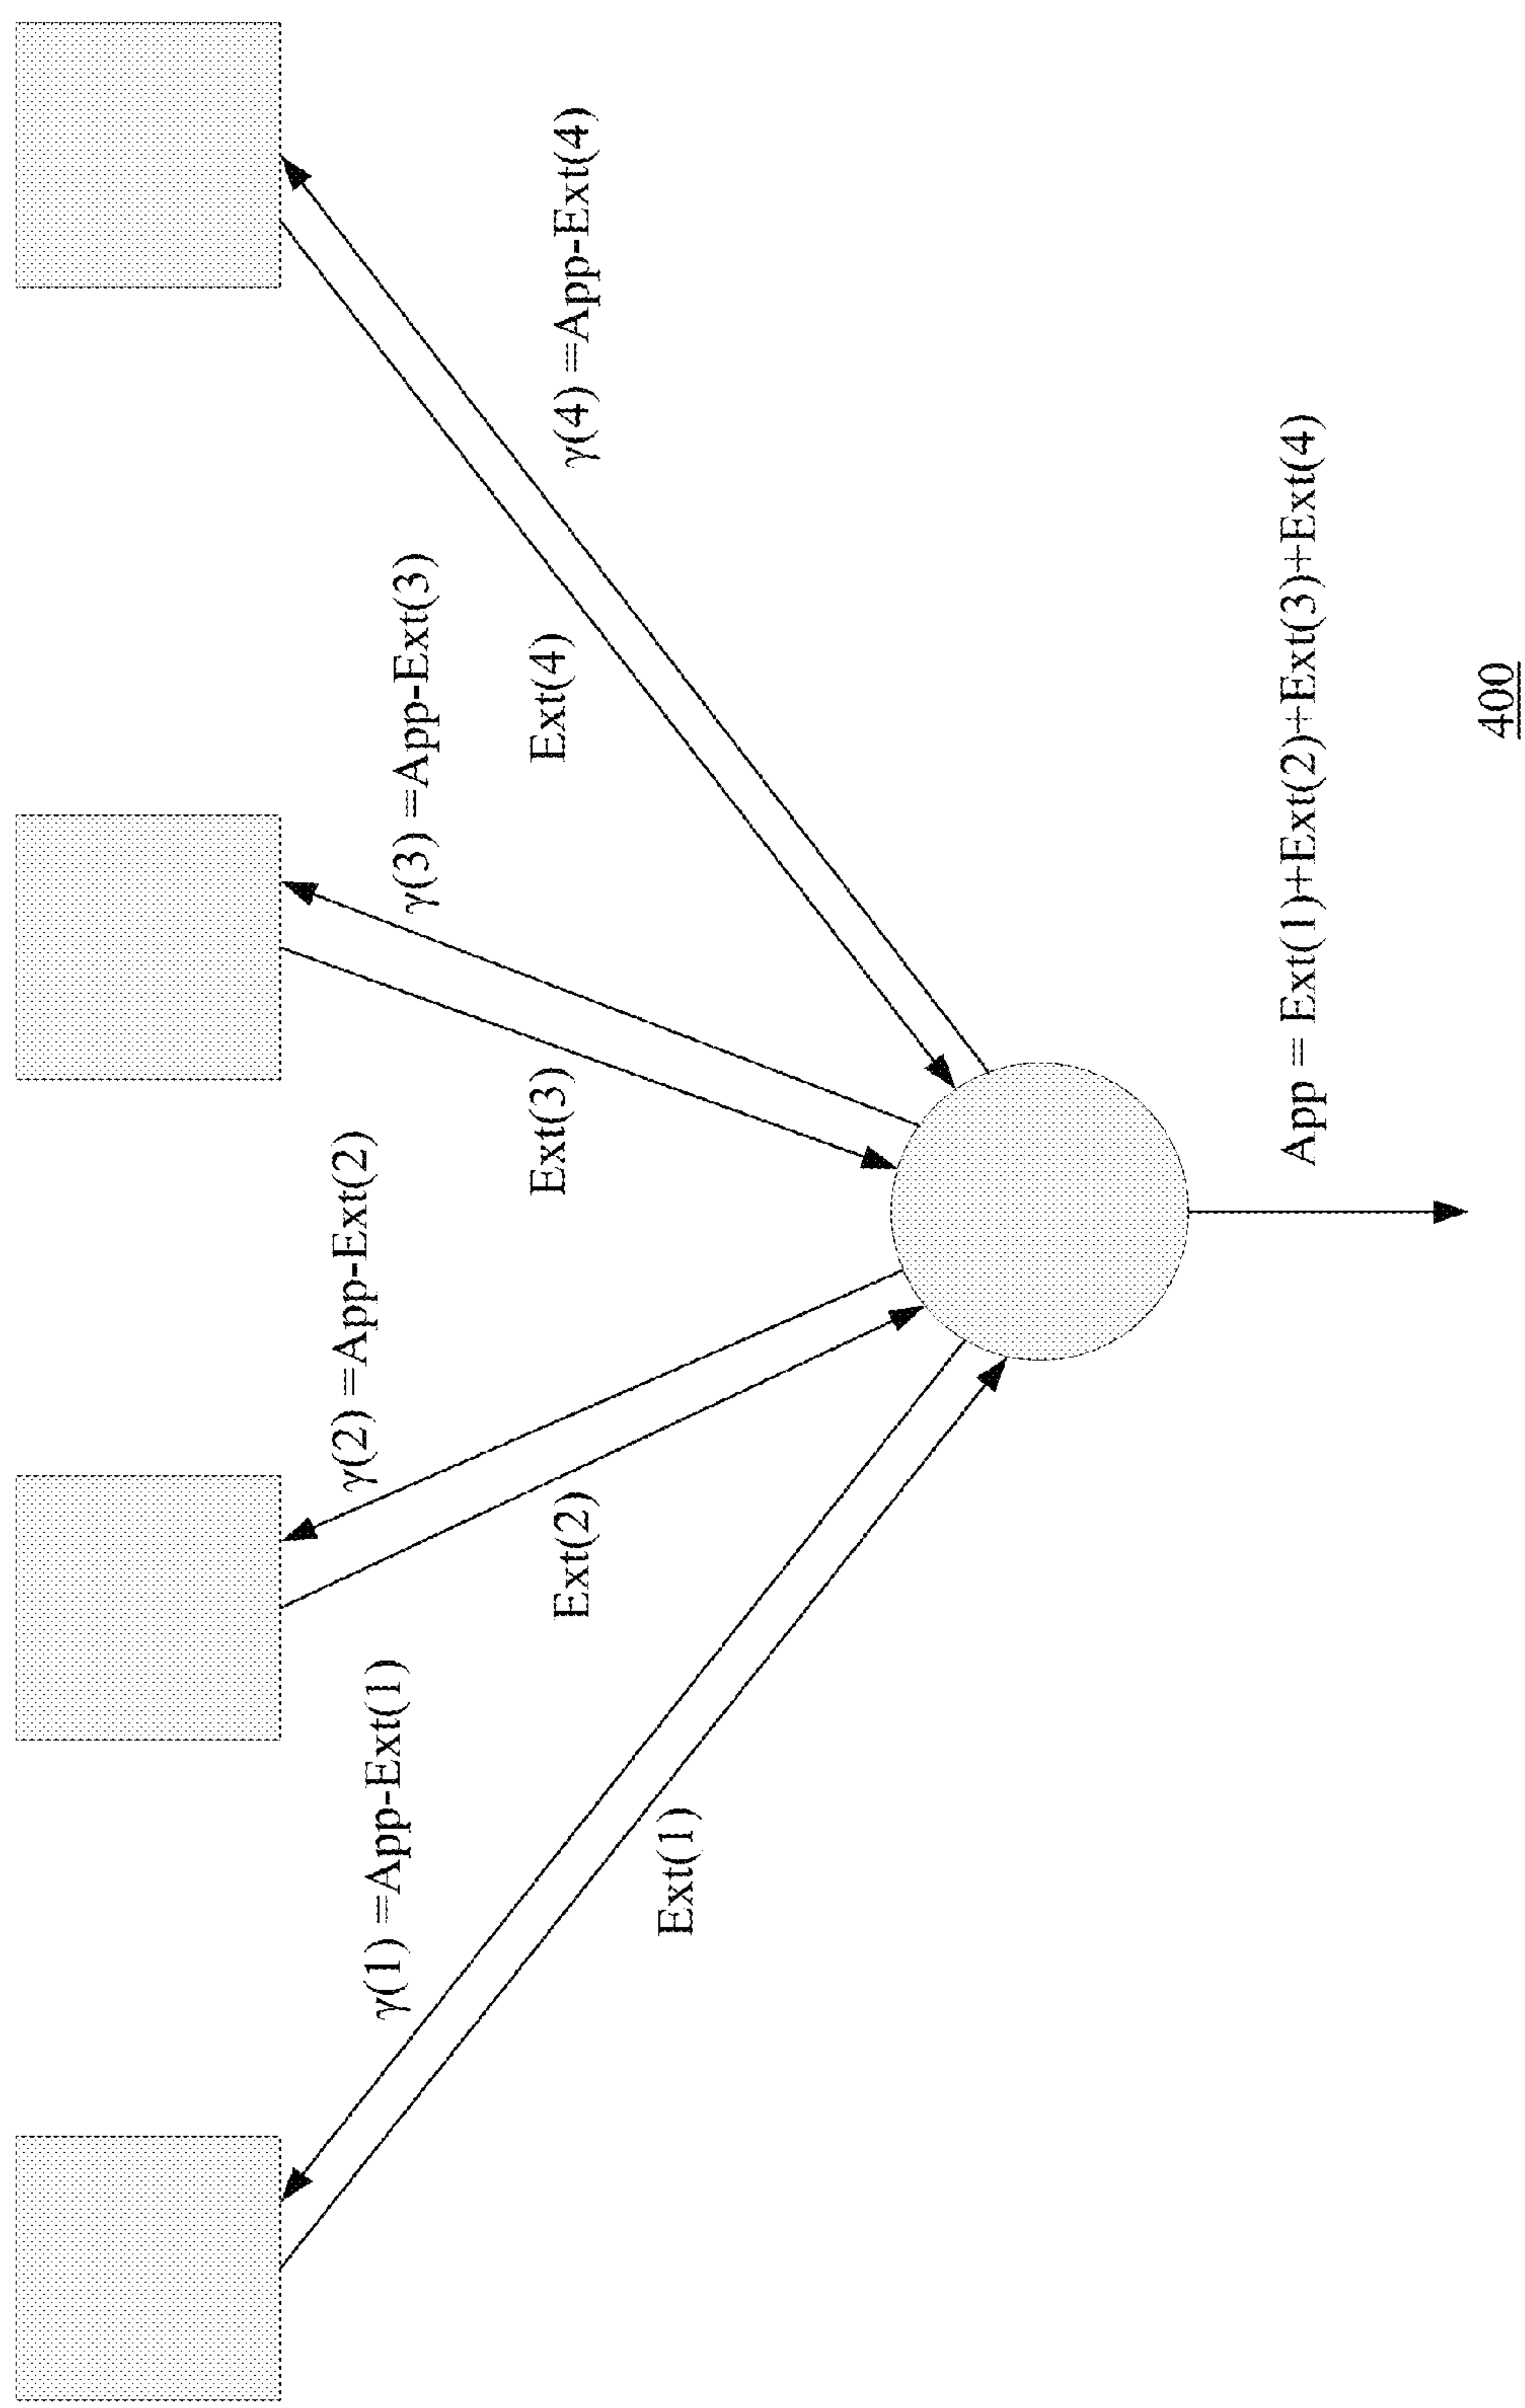 γ(1) =App-Ext(1)
Ext(1)
γ(2) =App-Ext(2)
Ext(2)
γ(3) =App-Ext(3)
Ext(3)
γ(4) =App-Ext(4)
Ext(4)
App = Ext(1)+Ext(2)+Ext(3)+Ext(4)
400